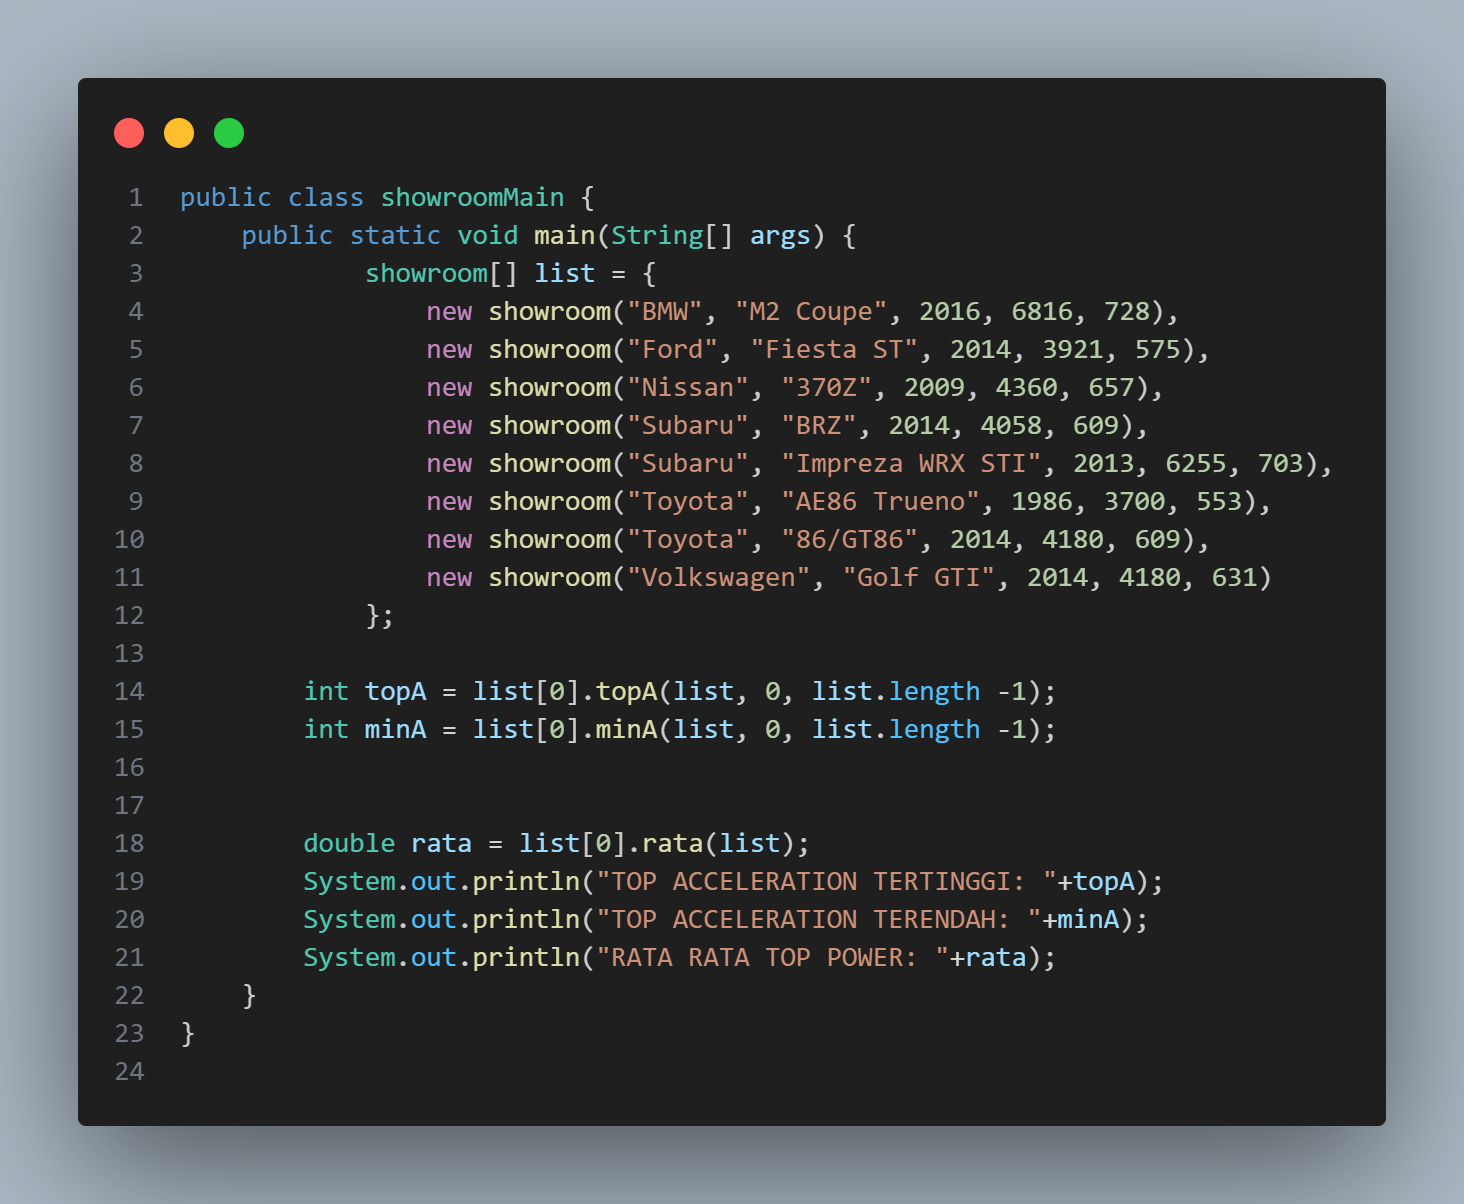 1 public class showroomMain {
2     public static void main(String[] args) {
3             showroom[] list = {
4                 new showroom("BMW", "M2 Coupe", 2016, 6816, 728),
5                 new showroom("Ford", "Fiesta ST", 2014, 3921, 575),
6                 new showroom("Nissan", "370Z", 2009, 4360, 657),
7                 new showroom("Subaru", "BRZ", 2014, 4058, 609),
8                 new showroom("Subaru", "Impreza WRX STI", 2013, 6255, 703),
9                 new showroom("Toyota", "AE86 Trueno", 1986, 3700, 553),
10                 new showroom("Toyota", "86/GT86", 2014, 4180, 609),
11                 new showroom("Volkswagen", "Golf GTI", 2014, 4180, 631)
12             };
13
14         int topA = list[0].topA(list, 0, list.length -1);
15         int minA = list[0].minA(list, 0, list.length -1);
16
17
18         double rata = list[0].rata(list);
19         System.out.println("TOP ACCELERATION TERTINGGI: "+topA);
20         System.out.println("TOP ACCELERATION TERENDAH: "+minA);
21         System.out.println("RATA RATA TOP POWER: "+rata);
22     }
23 }
24